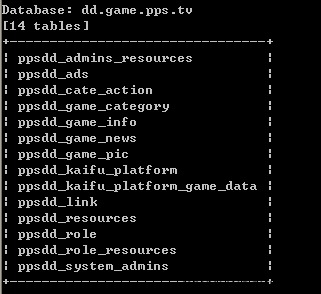 Database: dd.game.pps.tv
[14 tables]
+--------------------------------+
¦ ppsdd_admins_resources ¦
¦ ppsdd_ads ¦
¦ ppsdd_cate_action ¦
¦ ppsdd_game_category ¦
¦ ppsdd_game_info ¦
¦ ppsdd_game_news ¦
¦ ppsdd_game_pic ¦
¦ ppsdd_kaifu_platform ¦
¦ ppsdd_kaifu_platform_game_data ¦
¦ ppsdd_link ¦
¦ ppsdd_resources ¦
¦ ppsdd_role ¦
¦ ppsdd_role_resources ¦
¦ ppsdd_system_admins ¦
+--------------------------------+